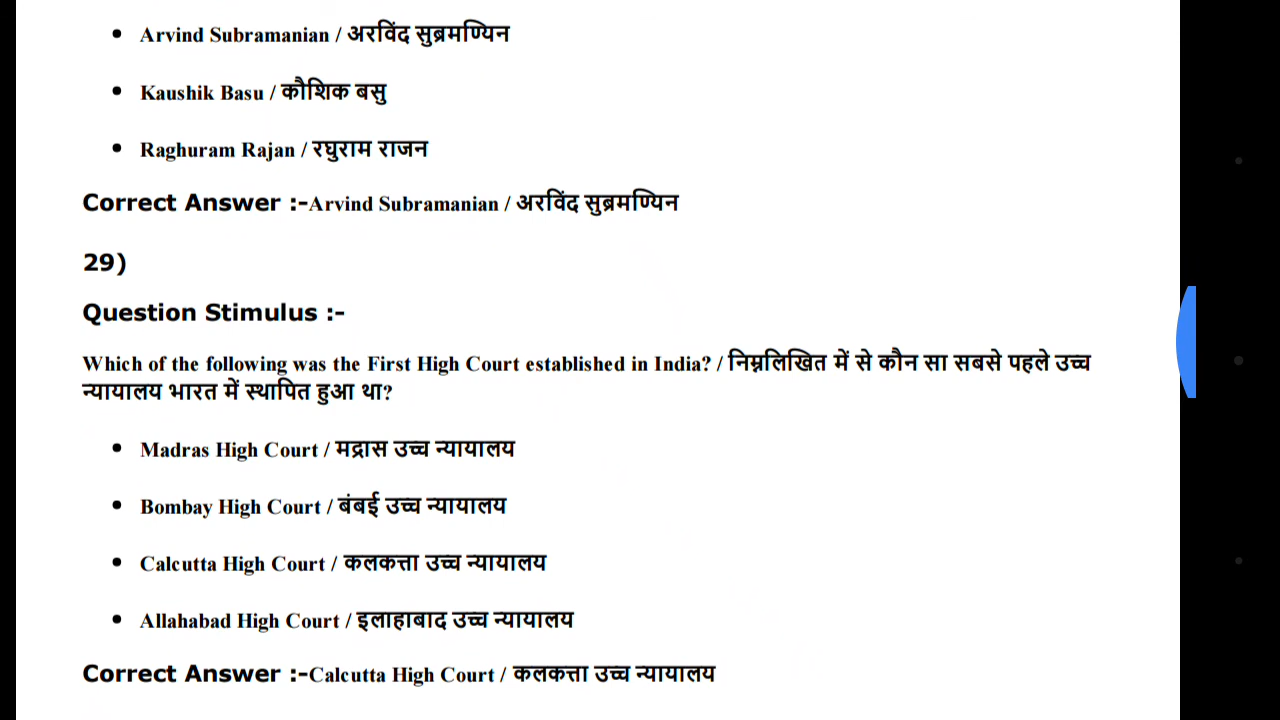 • Arvind Subramanian / अरविंद सुब्रमण्यिन
• Kaushik Basu / कौशिक बसु
• Raghuram Rajan / रघुराम राजन
Correct Answer :-Arvind Subramanian / अरविंद सुब्रमण्यिन
29)
Question Stimulus :-
Which of the following was the First High Court established in India? / निम्नलिखित में से कौन सा सबसे पहले उच्च
न्यायालय भारत में स्थापित हुआ था?
• Madras High Court / मद्रास उच्च न्यायालय
• Bombay High Court / बंबई उच्च न्यायालय
• Calcutta High Court / कलकत्ता उच्च न्यायालय
• Allahabad High Court / इलाहाबाद उच्च न्यायालय
Correct Answer :-Calcutta High Court / कलकत्ता उच्च न्यायालय